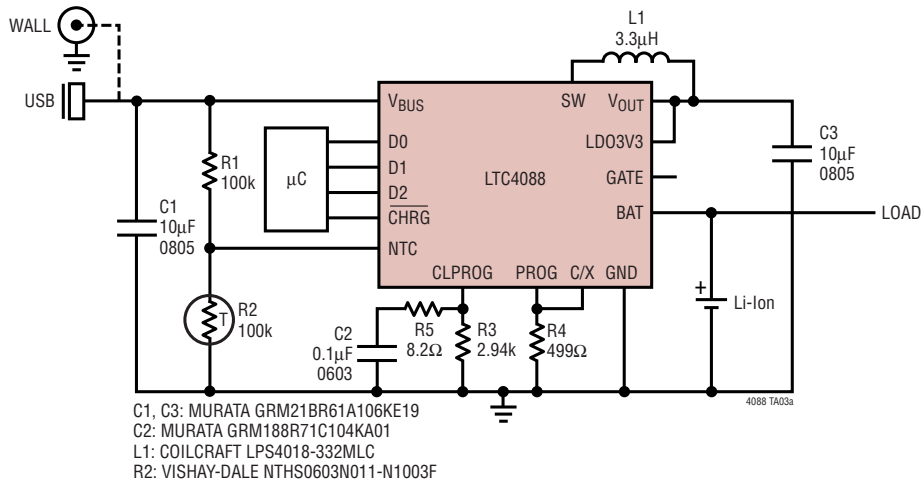 WALL
USB
L1
3.3μH
VBUS
SW
VOUT
D0
D1
D2
CHRG
NTC
μC
LTC4088
LDO3V3
GATE
BAT
CLPROG
PROG
C/X
GND
R1
100k
C1
10μF
0805
T
R2
100k
C2
0.1μF
0603
R5
8.2Ω
R3
2.94k
R4
499Ω
C3
10μF
0805
LOAD
+
Li-Ion
4088 TA03a
C1, C3: MURATA GRM21BR61A106KE19
C2: MURATA GRM188R71C104KA01
L1: COILCRAFT LPS4018-332MLC
R2: VISHAY-DALE NTHS0603N011-N1003F